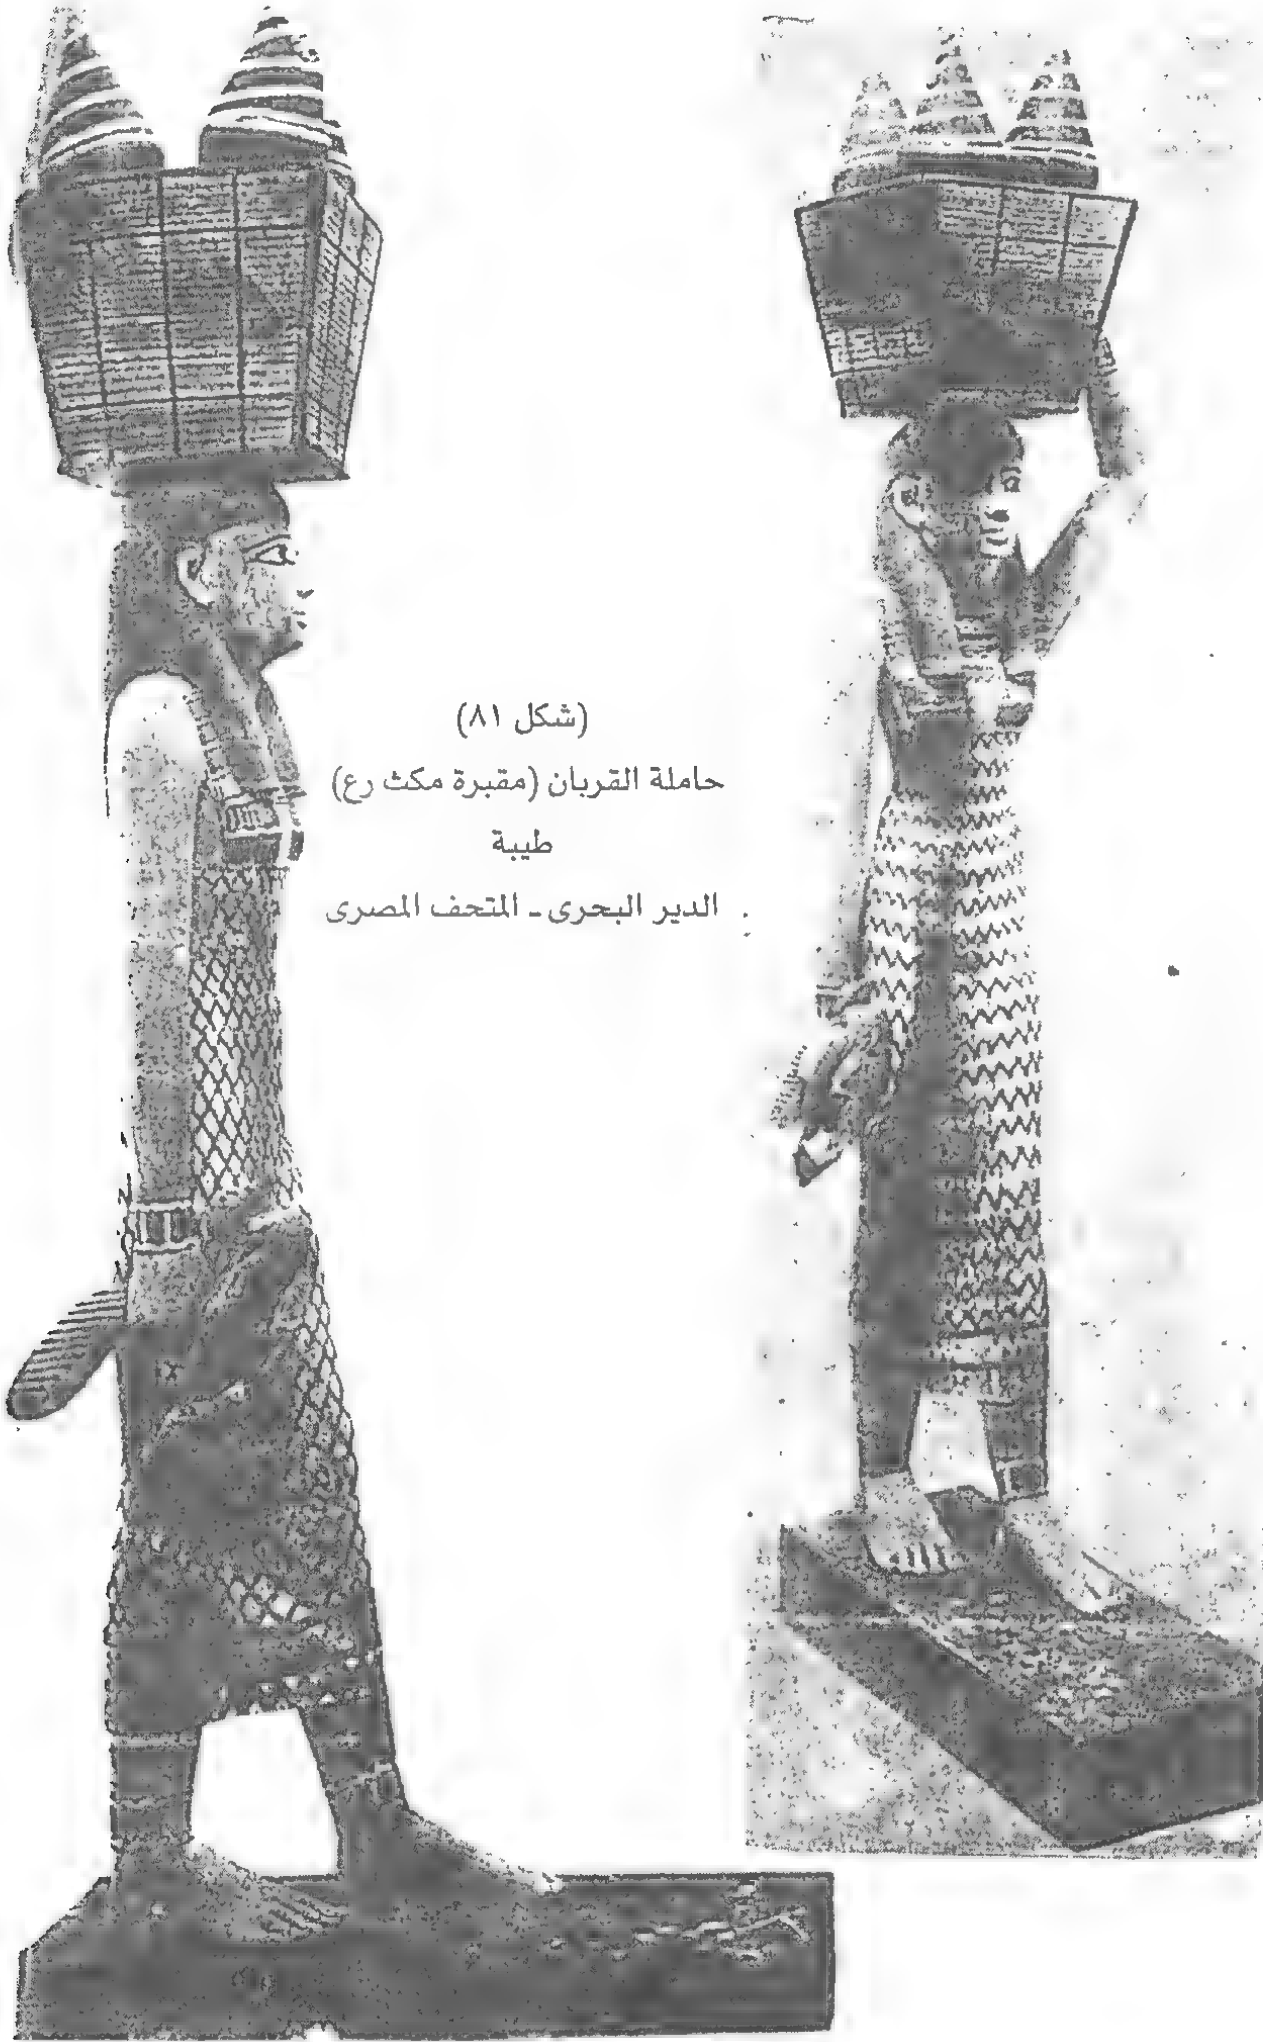 (شكل ٨١)
حاملة القربان (مقبرة مكث رع)
طيبة
الدير البحرى ـ المتحف المصرى